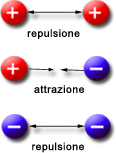 + +
repulsione
+ −
attrazione
− −
repulsione